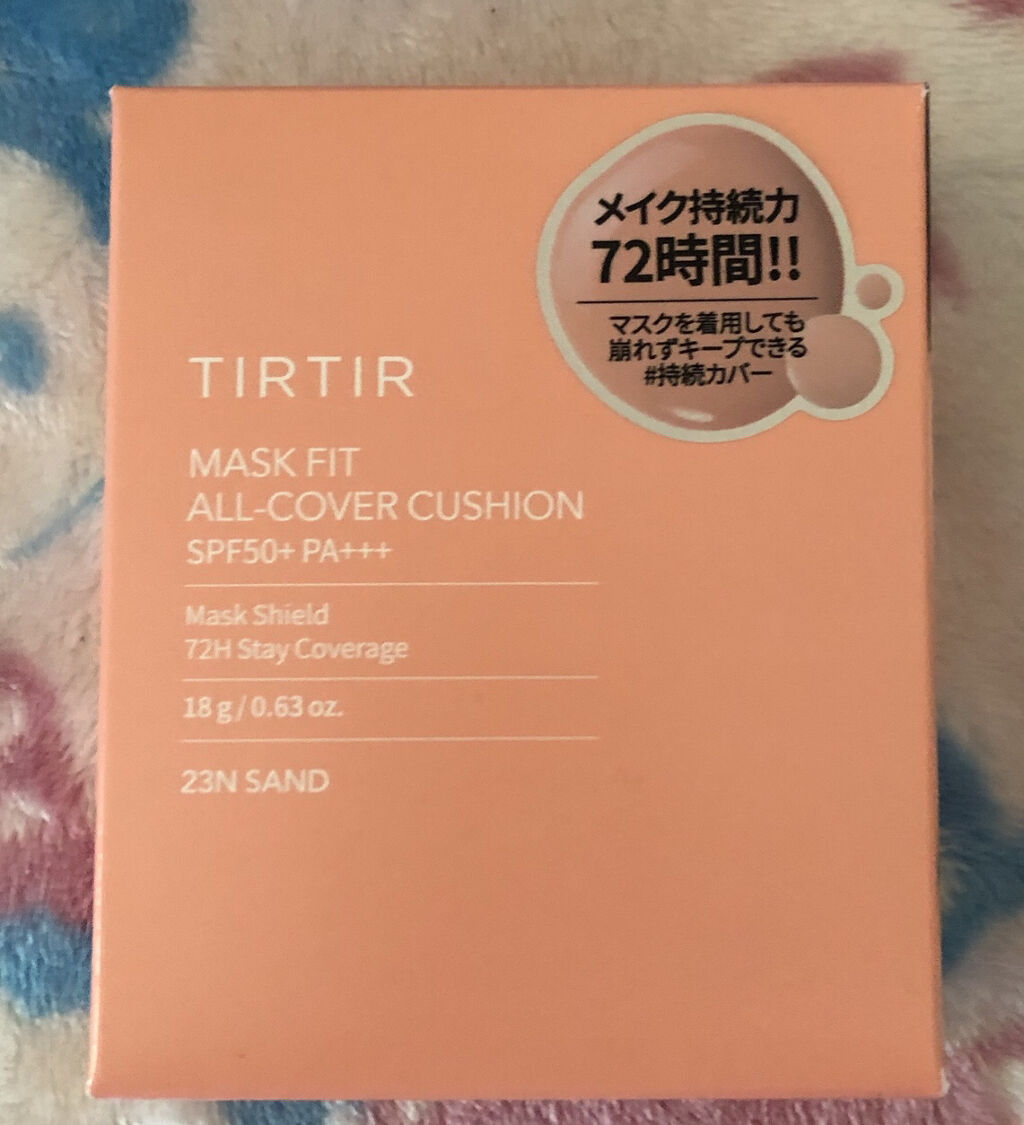 メイク持続力
72時間!!
マスクを着用しても
崩れずキープできる
#持続カバー
TIRTIR
MASK FIT
ALL-COVER CUSHION
SPF50+ PA+++
Mask Shield
72H Stay Coverage
18 g / 0.63 oz.
23N SAND